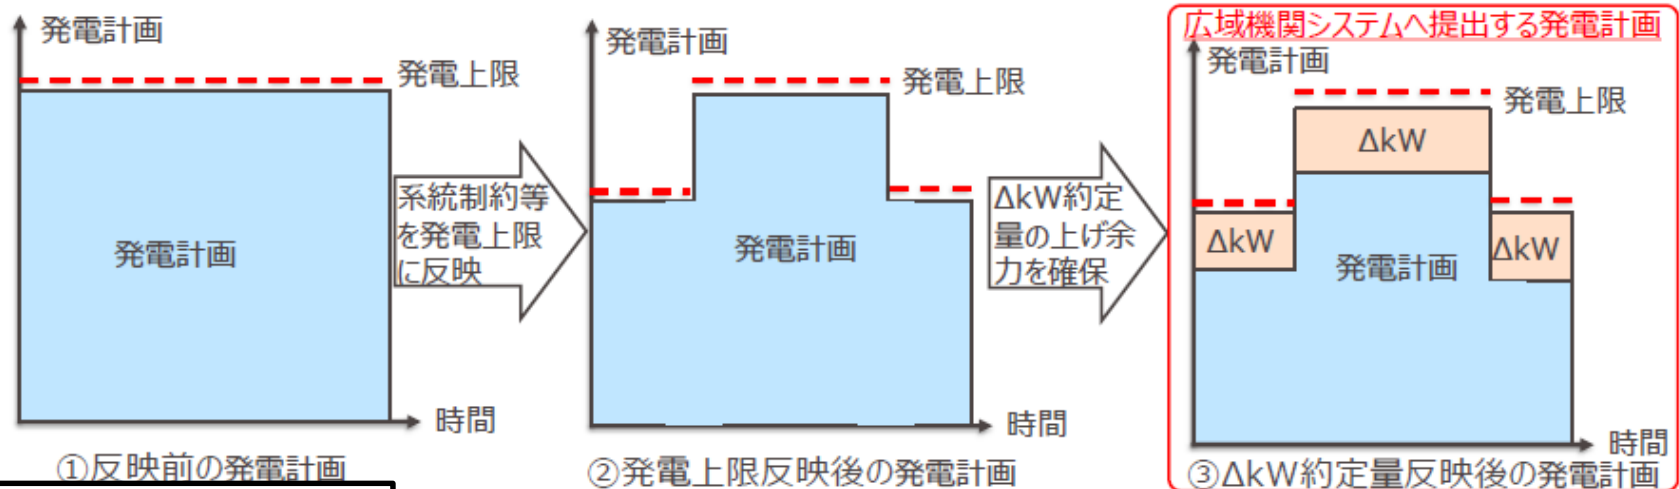 発電計画
発電上限
発電計画
時間
①反映前の発電計画
系統制約等
を発電上限
に反映
発電計画
発電上限
発電計画
時間
②発電上限反映後の発電計画
ΔkW約定
量の上げ余
力を確保
広域機関システムへ提出する発電計画
発電計画
発電上限
ΔkW
ΔkW
ΔkW
発電計画
時間
③ΔkW約定量反映後の発電計画